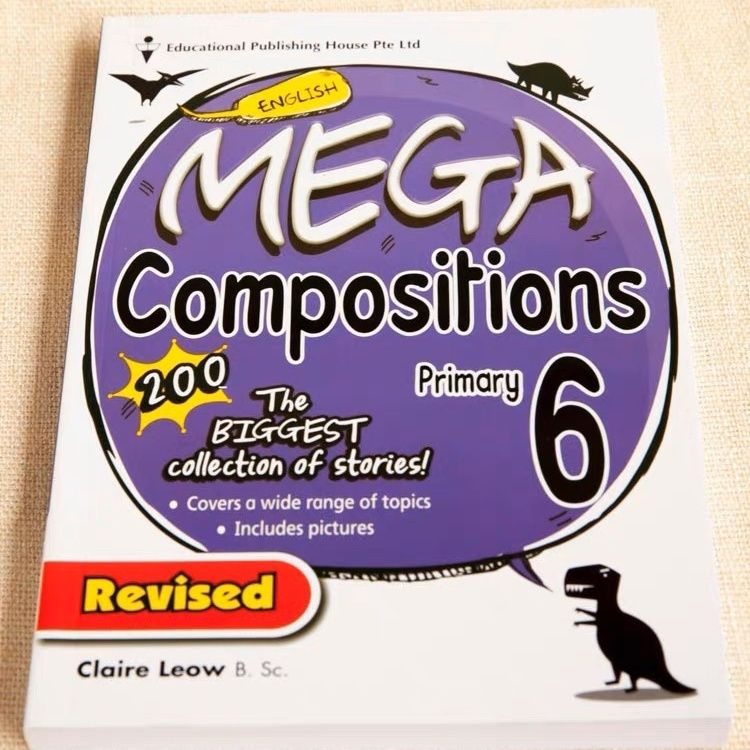 Educational Publishing House Pte Ltd
ENGLISH
MEGA
Compositions
200
Primary 6
The
BIGGEST
collection of stories!
• Covers a wide range of topics
• Includes pictures
Revised
Claire Leow B. Sc.